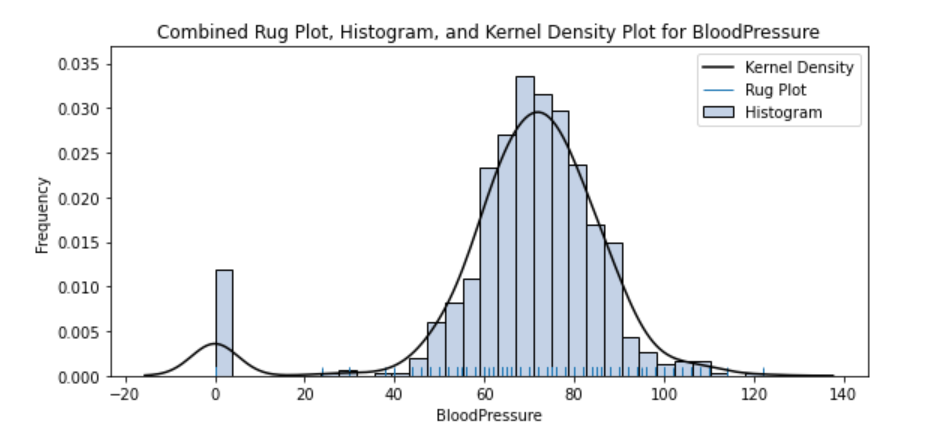 Combined Rug Plot, Histogram, and Kernel Density Plot for BloodPressure
0.035
0.030
0.025
0.020
0.015
0.010
0.005
0.000
Frequency
Kernel Density
Rug Plot
Histogram
−20 0 20 40 60 80 100 120 140
BloodPressure